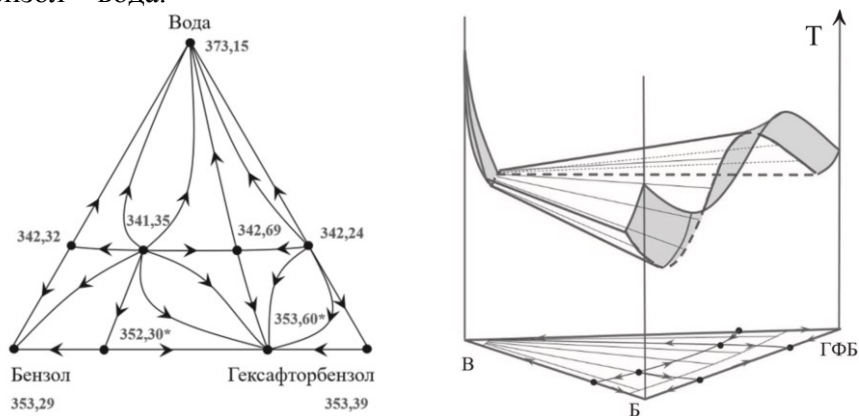 вода.
Вода
373,15
341,35
342,32
342,69
342,24
352,30*
353,60*
Бензол
Гексафторбензол
353,29
353,39
Т
В
Б
ГФБ